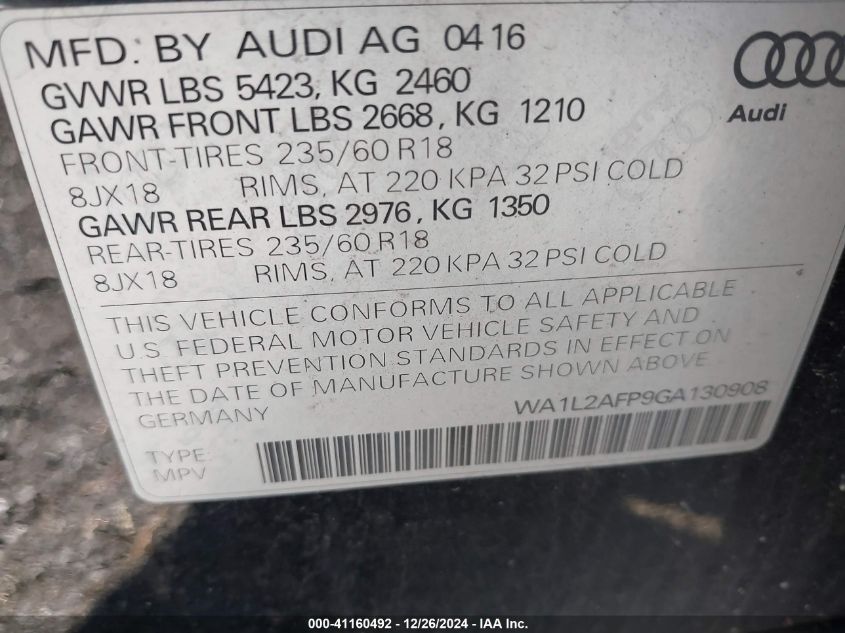 MFD. BY AUDI AG 04 16
GVWR LBS 5423, KG 2460
GAWR FRONT LBS 2668, KG 1210
FRONT-TIRES 235/60 R18
8JX18 RIMS, AT 220 KPA 32 PSI COLD
GAWR REAR LBS 2976, KG 1350
REAR-TIRES 235/60 R18
8JX18 RIMS, AT 220 KPA 32 PSI COLD
THIS VEHICLE CONFORMS TO ALL APPLICABLE
U.S. FEDERAL MOTOR VEHICLE SAFETY AND
THEFT PREVENTION STANDARDS IN EFFECT ON
THE DATE OF MANUFACTURE SHOWN ABOVE
GERMANY WA1L2AFP9GA130908
TYPE:
MPV
Audi
000-41160492 - 12/26/2024 - IAA Inc.